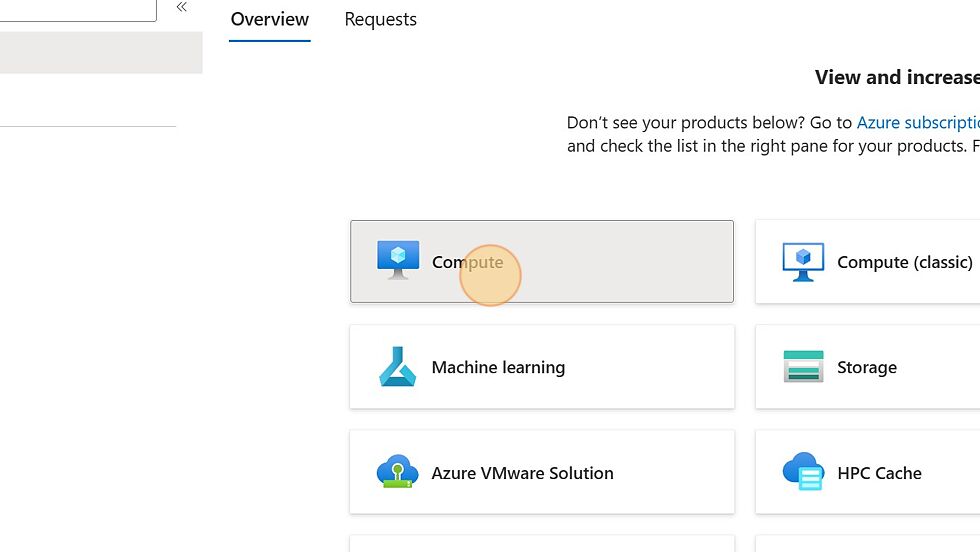 «
Overview Requests
View and increase
Don't see your products below? Go to Azure subscriptio
and check the list in the right pane for your products. F
Compute
Compute (classic)
Machine learning
Storage
Azure VMware Solution
HPC Cache